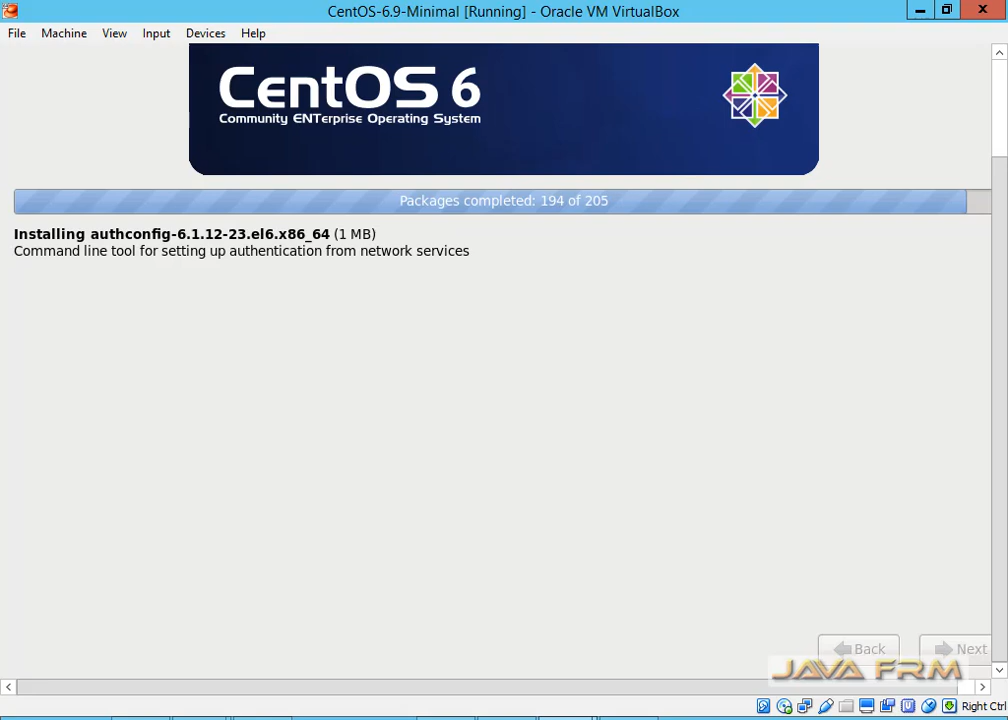 CentOS-6.9-Minimal [Running] - Oracle VM VirtualBox
File Machine View Input Devices Help
CentOS 6
Community ENTerprise Operating System
Packages completed: 194 of 205
Installing authconfig-6.1.12-23.el6.x86_64 (1 MB)
Command line tool for setting up authentication from network services
Back Next
JAVA FRM
Right Ctrl